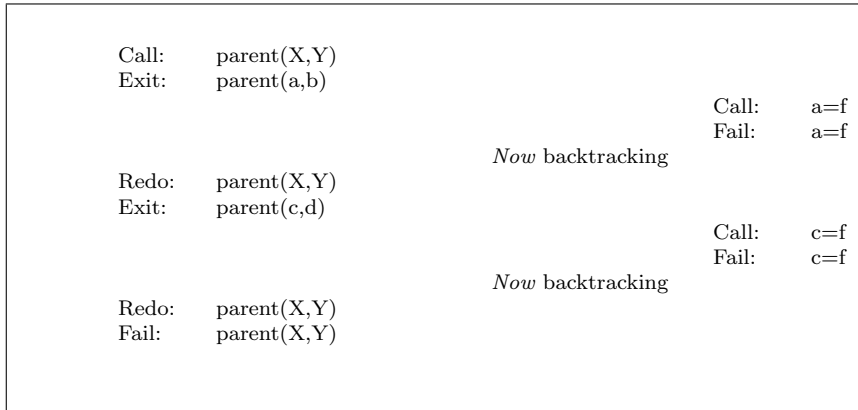 Call: parent(X,Y)
Exit: parent(a,b)
Call: a=f
Fail: a=f
Now backtracking
Redo: parent(X,Y)
Exit: parent(c,d)
Call: c=f
Fail: c=f
Now backtracking
Redo: parent(X,Y)
Fail: parent(X,Y)